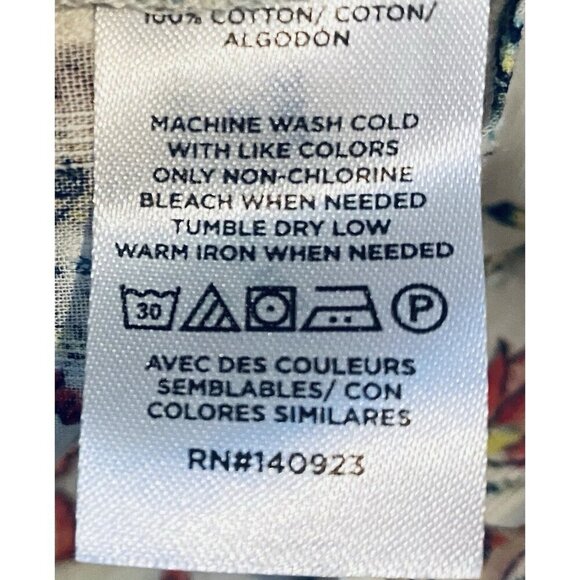 100% COTTON/ COTON/
ALGODÓN
MACHINE WASH COLD
WITH LIKE COLORS
ONLY NON-CHLORINE
BLEACH WHEN NEEDED
TUMBLE DRY LOW
WARM IRON WHEN NEEDED
30 P
AVEC DES COULEURS
SEMBLABLES/ CON
COLORES SIMILARES
RN#140923